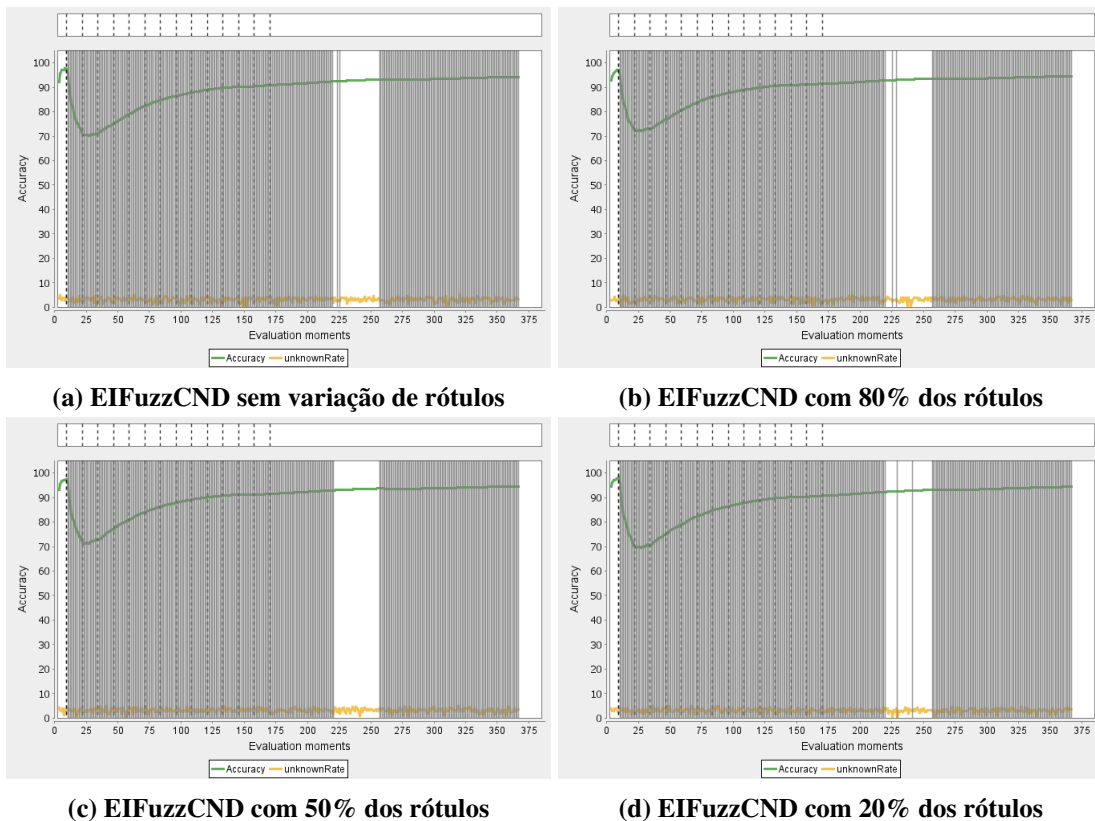 100
90
80
70
60
50
40
30
20
10
0
Accuracy
0 25 50 75 100 125 150 175 200 225 250 275 300 325 350 375
Evaluation moments
Accuracy unknownRate
(a) EIFuzzCND sem variação de rótulos
100
90
80
70
60
50
40
30
20
10
0
Accuracy
0 25 50 75 100 125 150 175 200 225 250 275 300 325 350 375
Evaluation moments
Accuracy unknownRate
(b) EIFuzzCND com 80% dos rótulos
100
90
80
70
60
50
40
30
20
10
0
Accuracy
0 25 50 75 100 125 150 175 200 225 250 275 300 325 350 375
Evaluation moments
Accuracy unknownRate
(c) EIFuzzCND com 50% dos rótulos
100
90
80
70
60
50
40
30
20
10
0
Accuracy
0 25 50 75 100 125 150 175 200 225 250 275 300 325 350 375
Evaluation moments
Accuracy unknownRate
(d) EIFuzzCND com 20% dos rótulos